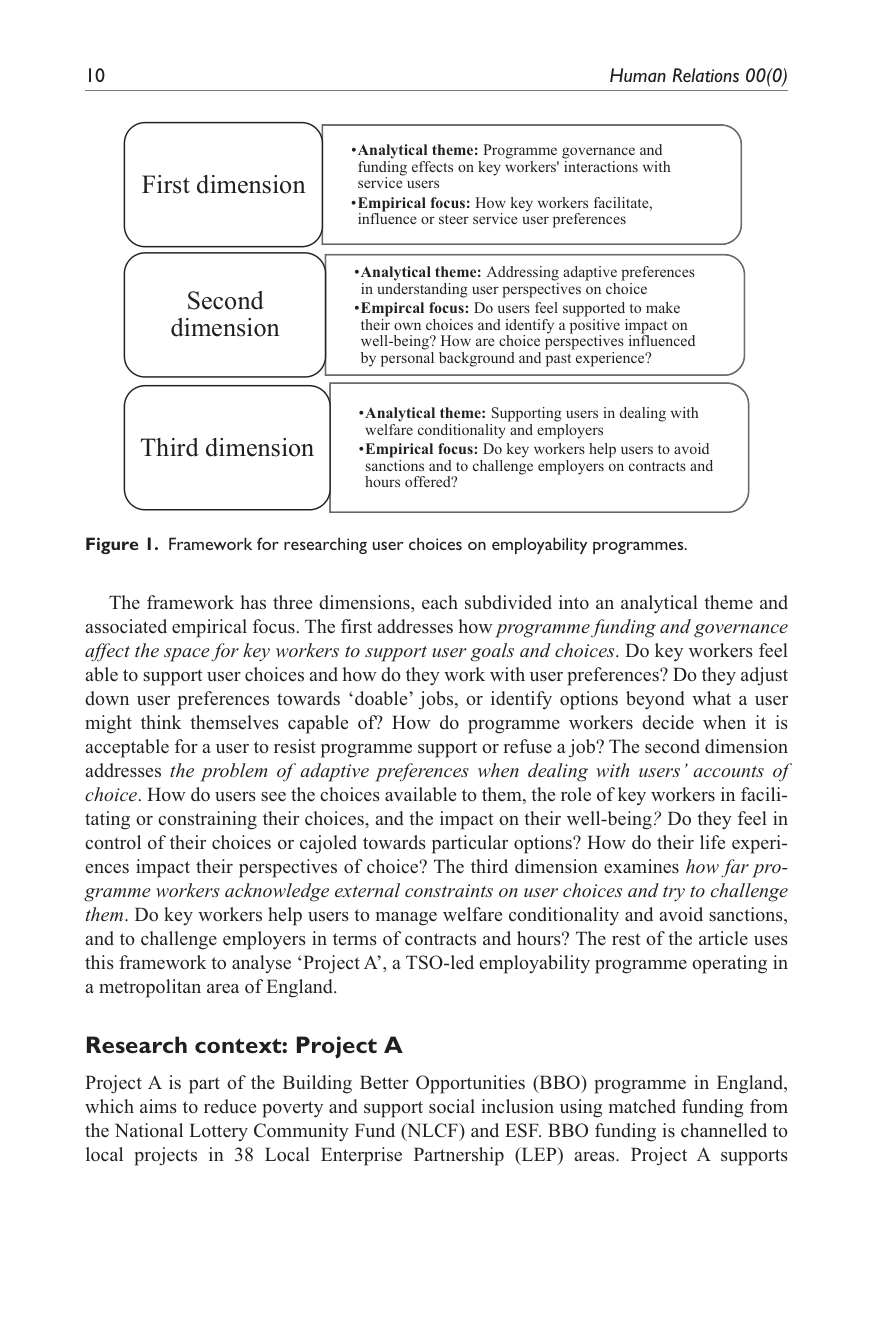 10
Human Relations 00(0)
First dimension
•Analytical theme: Programme governance and
funding effects on key workers' interactions with
service users
•Empirical focus: How key workers facilitate,
influence or steer service user preferences
Second
dimension
•Analytical theme: Addressing adaptive preferences
in understanding user perspectives on choice
•Empircal focus: Do users feel supported to make
their own choices and identify a positive impact on
well-being? How are choice perspectives influenced
by personal background and past experience?
Third dimension
•Analytical theme: Supporting users in dealing with
welfare conditionality and employers
•Empirical focus: Do key workers help users to avoid
sanctions and to challenge employers on contracts and
hours offered?
Figure 1. Framework for researching user choices on employability programmes.
The framework has three dimensions, each subdivided into an analytical theme and
associated empirical focus. The first addresses how programme funding and governance
affect the space for key workers to support user goals and choices. Do key workers feel
able to support user choices and how do they work with user preferences? Do they adjust
down user preferences towards ‘doable’ jobs, or identify options beyond what a user
might think themselves capable of? How do programme workers decide when it is
acceptable for a user to resist programme support or refuse a job? The second dimension
addresses the problem of adaptive preferences when dealing with users’ accounts of
choice. How do users see the choices available to them, the role of key workers in facili-
tating or constraining their choices, and the impact on their well-being? Do they feel in
control of their choices or cajoled towards particular options? How do their life experi-
ences impact their perspectives of choice? The third dimension examines how far pro-
gramme workers acknowledge external constraints on user choices and try to challenge
them. Do key workers help users to manage welfare conditionality and avoid sanctions,
and to challenge employers in terms of contracts and hours? The rest of the article uses
this framework to analyse ‘Project A’, a TSO-led employability programme operating in
a metropolitan area of England.
Research context: Project A
Project A is part of the Building Better Opportunities (BBO) programme in England,
which aims to reduce poverty and support social inclusion using matched funding from
the National Lottery Community Fund (NLCF) and ESF. BBO funding is channelled to
local projects in 38 Local Enterprise Partnership (LEP) areas. Project A supports